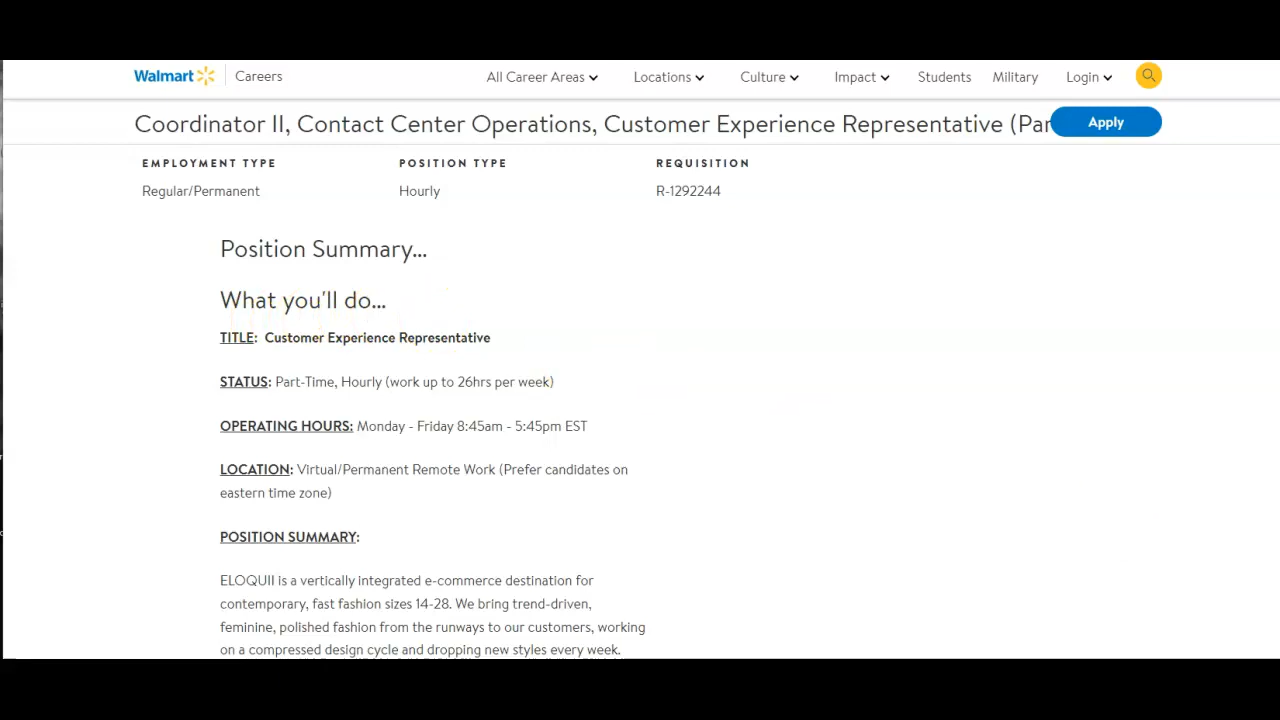 Walmart Careers All Career Areas Locations Culture Impact Students Military Login
Coordinator II, Contact Center Operations, Customer Experience Representative (Par Apply
EMPLOYMENT TYPE POSITION TYPE REQUISITION
Regular/Permanent Hourly R-1292244
Position Summary...
What you'll do...
TITLE: Customer Experience Representative
STATUS: Part-Time, Hourly (work up to 26hrs per week)
OPERATING HOURS: Monday - Friday 8:45am - 5:45pm EST
LOCATION: Virtual/Permanent Remote Work (Prefer candidates on
eastern time zone)
POSITION SUMMARY:
ELOQUII is a vertically integrated e-commerce destination for
contemporary, fast fashion sizes 14-28. We bring trend-driven,
feminine, polished fashion from the runways to our customers, working
on a compressed design cycle and dropping new styles every week.